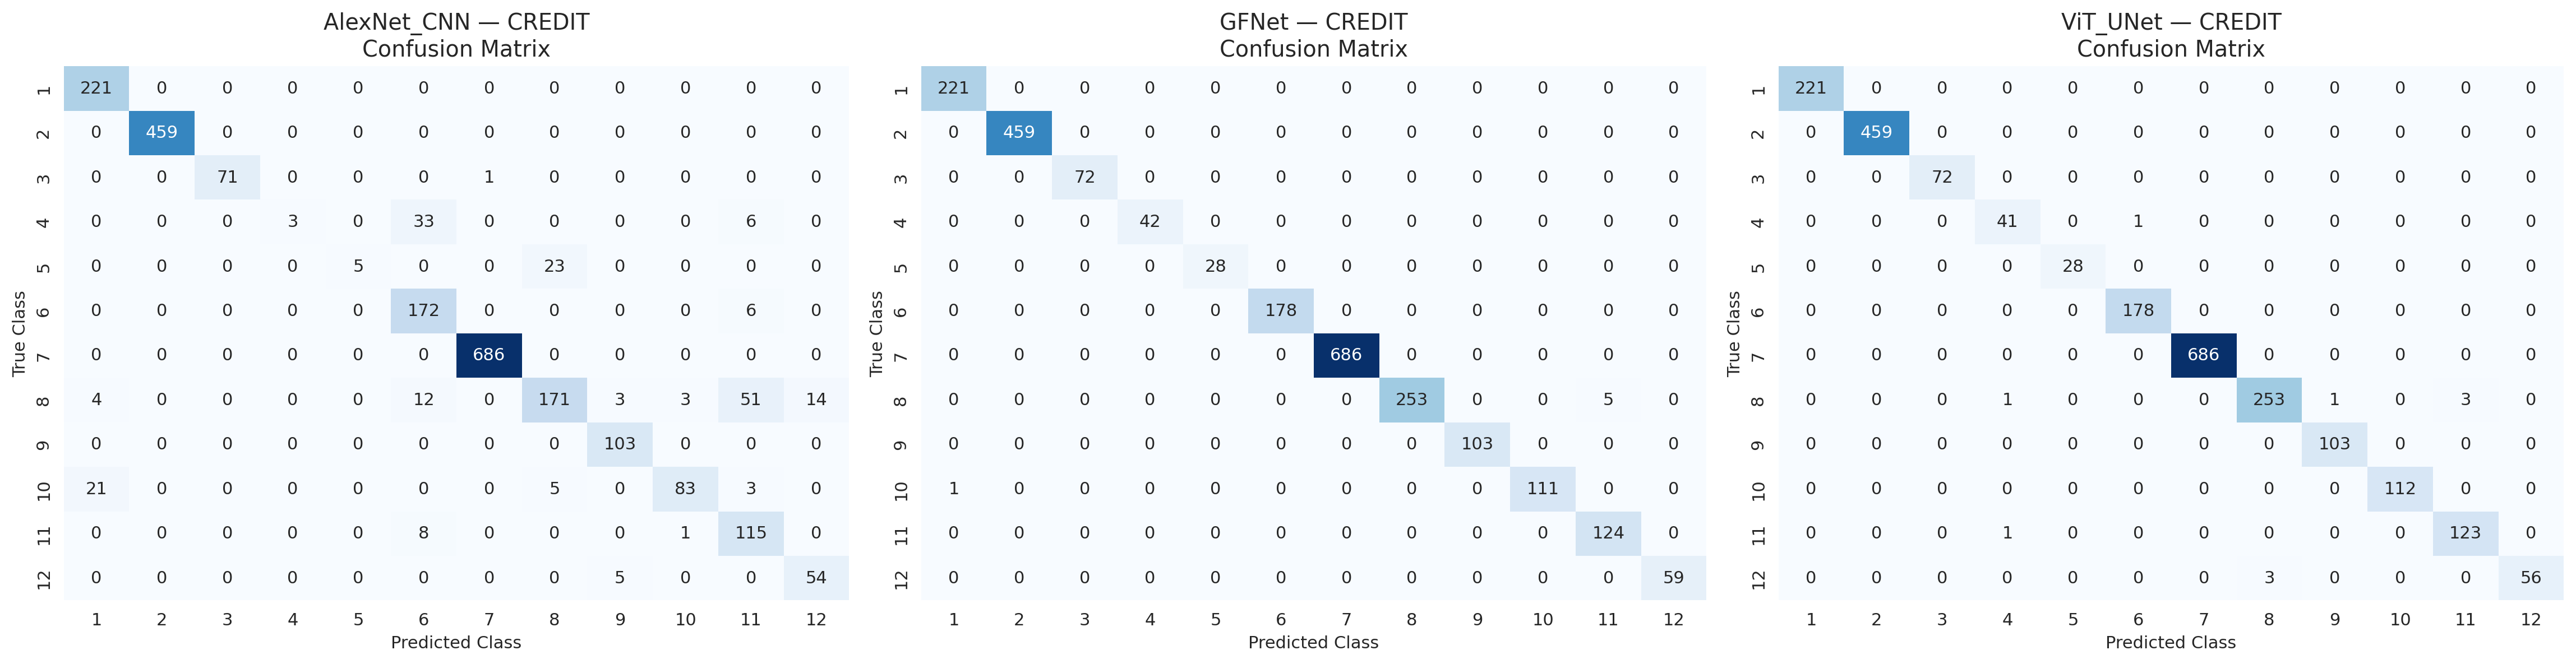 AlexNet_CNN — CREDIT
Confusion Matrix
True Class
1 221 0 0 0 0 0 0 0 0 0 0 0
2 0 459 0 0 0 0 0 0 0 0 0 0
3 0 0 71 0 0 0 1 0 0 0 0 0
4 0 0 0 3 0 33 0 0 0 0 6 0
5 0 0 0 0 5 0 0 23 0 0 0 0
6 0 0 0 0 0 172 0 0 0 0 6 0
7 0 0 0 0 0 0 686 0 0 0 0 0
8 4 0 0 0 0 12 0 171 3 3 51 14
9 0 0 0 0 0 0 0 0 103 0 0 0
10 21 0 0 0 0 0 0 5 0 83 3 0
11 0 0 0 0 0 8 0 0 0 1 115 0
12 0 0 0 0 0 0 0 0 5 0 0 54
1 2 3 4 5 6 7 8 9 10 11 12
Predicted Class
GFNet — CREDIT
Confusion Matrix
True Class
1 221 0 0 0 0 0 0 0 0 0 0 0
2 0 459 0 0 0 0 0 0 0 0 0 0
3 0 0 72 0 0 0 0 0 0 0 0 0
4 0 0 0 42 0 0 0 0 0 0 0 0
5 0 0 0 0 28 0 0 0 0 0 0 0
6 0 0 0 0 0 178 0 0 0 0 0 0
7 0 0 0 0 0 0 686 0 0 0 0 0
8 0 0 0 0 0 0 0 253 0 0 5 0
9 0 0 0 0 0 0 0 0 103 0 0 0
10 1 0 0 0 0 0 0 0 0 111 0 0
11 0 0 0 0 0 0 0 0 0 0 124 0
12 0 0 0 0 0 0 0 0 0 0 0 59
1 2 3 4 5 6 7 8 9 10 11 12
Predicted Class
ViT_UNet — CREDIT
Confusion Matrix
True Class
1 221 0 0 0 0 0 0 0 0 0 0 0
2 0 459 0 0 0 0 0 0 0 0 0 0
3 0 0 72 0 0 0 0 0 0 0 0 0
4 0 0 0 41 0 1 0 0 0 0 0 0
5 0 0 0 0 28 0 0 0 0 0 0 0
6 0 0 0 0 0 178 0 0 0 0 0 0
7 0 0 0 0 0 0 686 0 0 0 0 0
8 0 0 0 1 0 0 0 253 1 0 3 0
9 0 0 0 0 0 0 0 0 103 0 0 0
10 0 0 0 0 0 0 0 0 0 112 0 0
11 0 0 0 1 0 0 0 0 0 0 123 0
12 0 0 0 0 0 0 0 3 0 0 0 56
1 2 3 4 5 6 7 8 9 10 11 12
Predicted Class